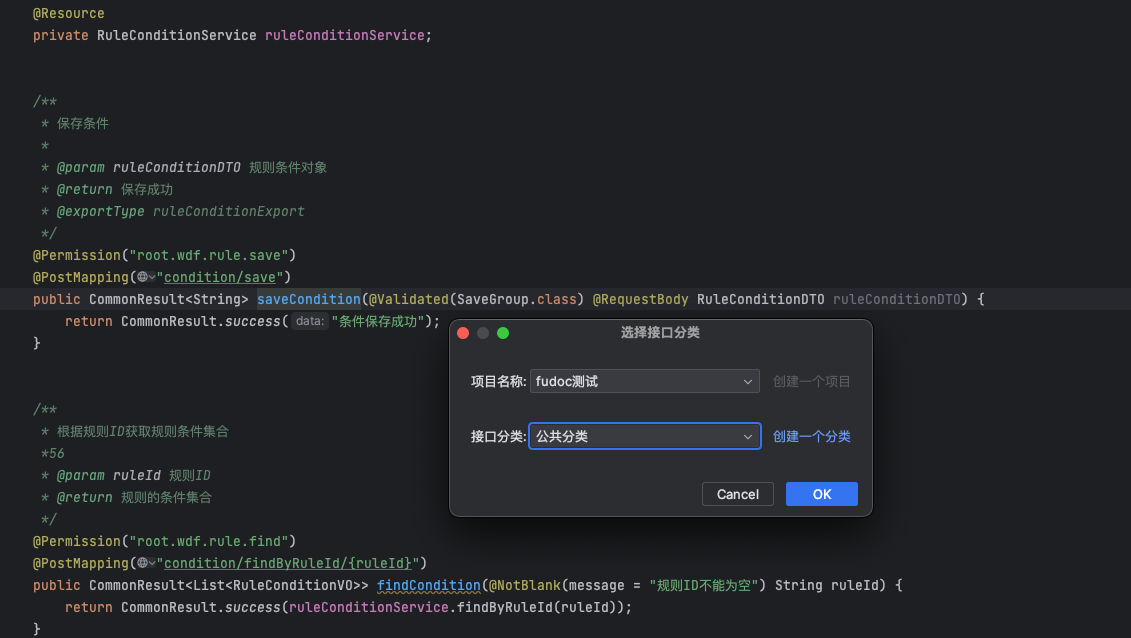 @Resource
private RuleConditionService ruleConditionService;
/**
* 保存条件
*
* @param ruleConditionDTO 规则条件对象
* @return 保存成功
* @exportType ruleConditionExport
*/
@Permission("root.wdf.rule.save")
@PostMapping("condition/save")
public CommonResult<String> saveCondition(@Validated(SaveGroup.class) @RequestBody RuleConditionDTO ruleConditionDTO) {
return CommonResult.success( data: "条件保存成功");
}
选择接口分类
项目名称: fudoc测试 创建一个项目
接口分类: 公共分类 创建一个分类
Cancel OK
/**
* 根据规则ID获取规则条件集合
*56
* @param ruleId 规则ID
* @return 规则的条件集合
*/
@Permission("root.wdf.rule.find")
@PostMapping("condition/findByRuleId/{ruleId}")
public CommonResult<List<RuleConditionVO>> findCondition(@NotBlank(message = "规则ID不能为空") String ruleId) {
return CommonResult.success(ruleConditionService.findByRuleId(ruleId));
}